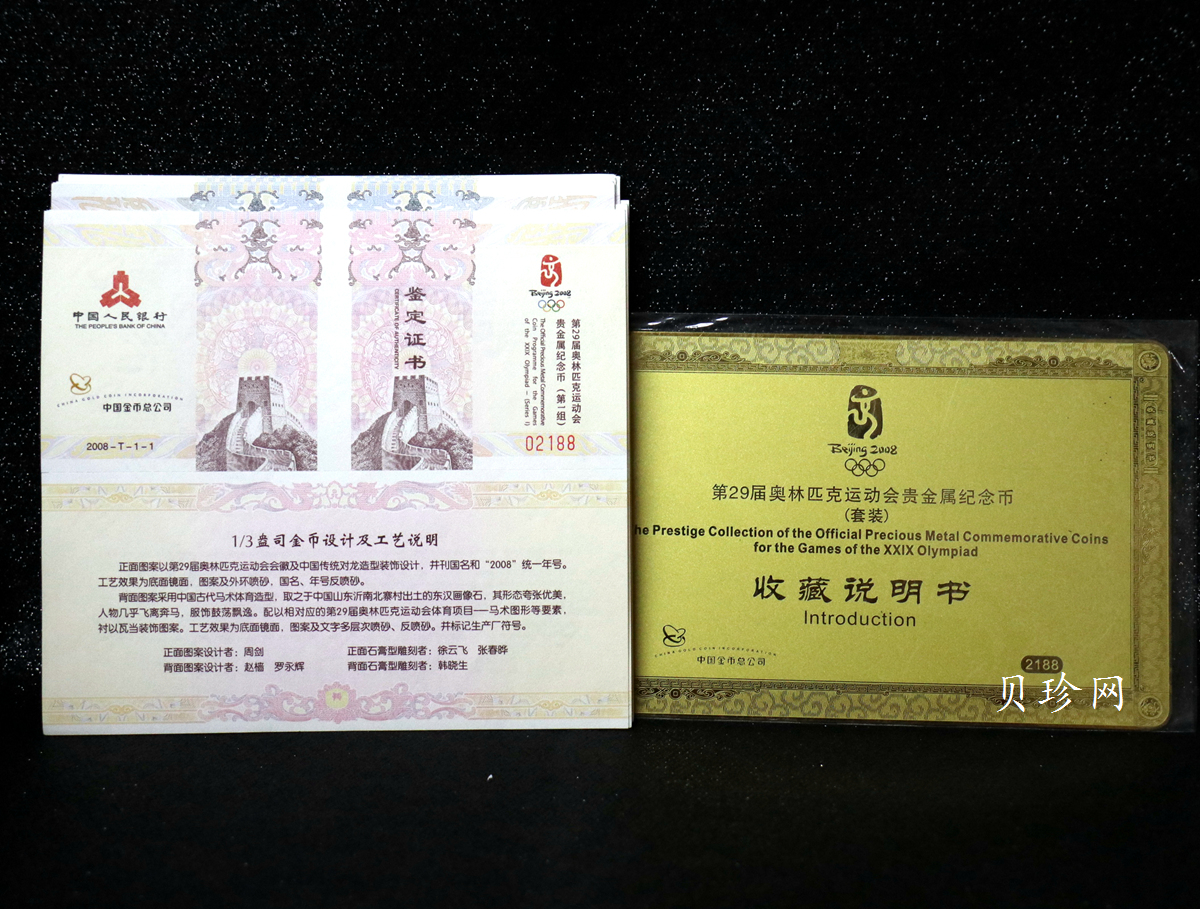 中国人民银行
THE PEOPLE'S BANK OF CHINA
CHINA GOLD COIN INCORPORATION
中国金币总公司
2008-T-1-1
鉴定证书
CERTIFICATE OF AUTHENTICITY
Beijing 2008
第29届奥林匹克运动会
贵金属纪念币（第1组）
The Official Precious Metal Commemorative
Coin Programme for the Games
of the XXIX Olympiad - (Series I)
02188
1/3盎司金币设计及工艺说明
正面图案以第29届奥林匹克运动会会徽及中国传统对龙造型装饰设计，并刊国名和“2008”统一年号。
工艺效果为底面镜面，图案及外环喷砂，国名、年号反喷砂。
背面图案采用中国古代马术体育造型，取之于中国山东沂南北寨村出土的东汉画像石，其形态夸张优美，
人物几乎飞离奔马，服饰鼓荡飘逸。配以相对应的第29届奥林匹克运动会体育项目——马术图形等要素，
衬以瓦当装饰图案。工艺效果为底面镜面，图案及文字多层次喷砂、反喷砂。并标记生产厂符号。
正面图案设计者：周剑 正面石膏型雕刻者：徐云飞 张春晔
背面图案设计者：赵樯 罗永辉 背面石膏型雕刻者：韩晓生
Beijing 2008
第29届奥林匹克运动会贵金属纪念币
(套装)
he Prestige Collection of the Official Precious Metal Commemorative Coins
for the Games of the XXIX Olympiad
收藏说明书
Introduction
CHINA GOLD COIN INCORPORATION
中国金币总公司
2188
贝珍网